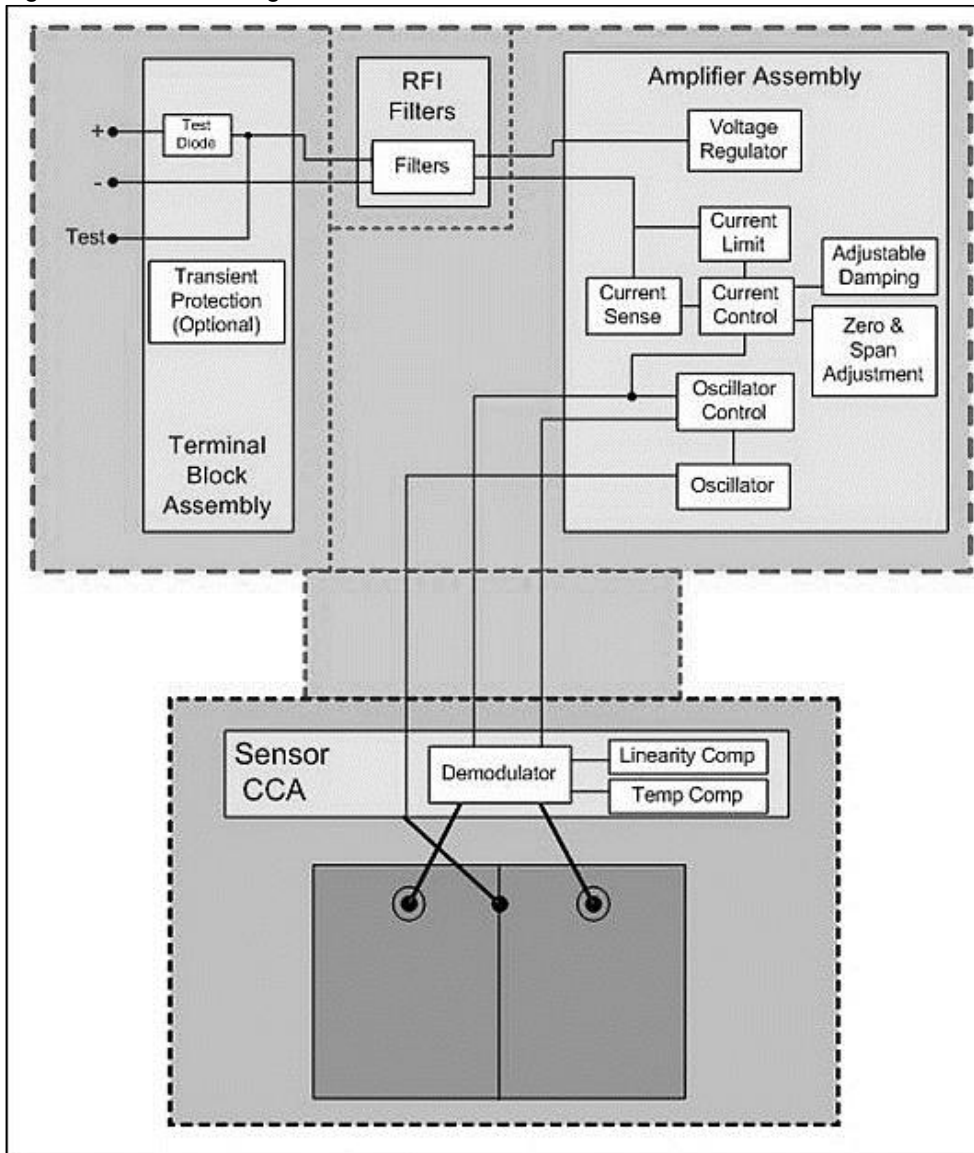 +
-
Test
Test
Diode
Transient
Protection
(Optional)
Terminal
Block
Assembly
RFI
Filters
Filters
Amplifier Assembly
Voltage
Regulator
Current
Limit
Current
Sense
Current
Control
Adjustable
Damping
Zero &
Span
Adjustment
Oscillator
Control
Oscillator
Sensor
CCA
Demodulator
Linearity Comp
Temp Comp